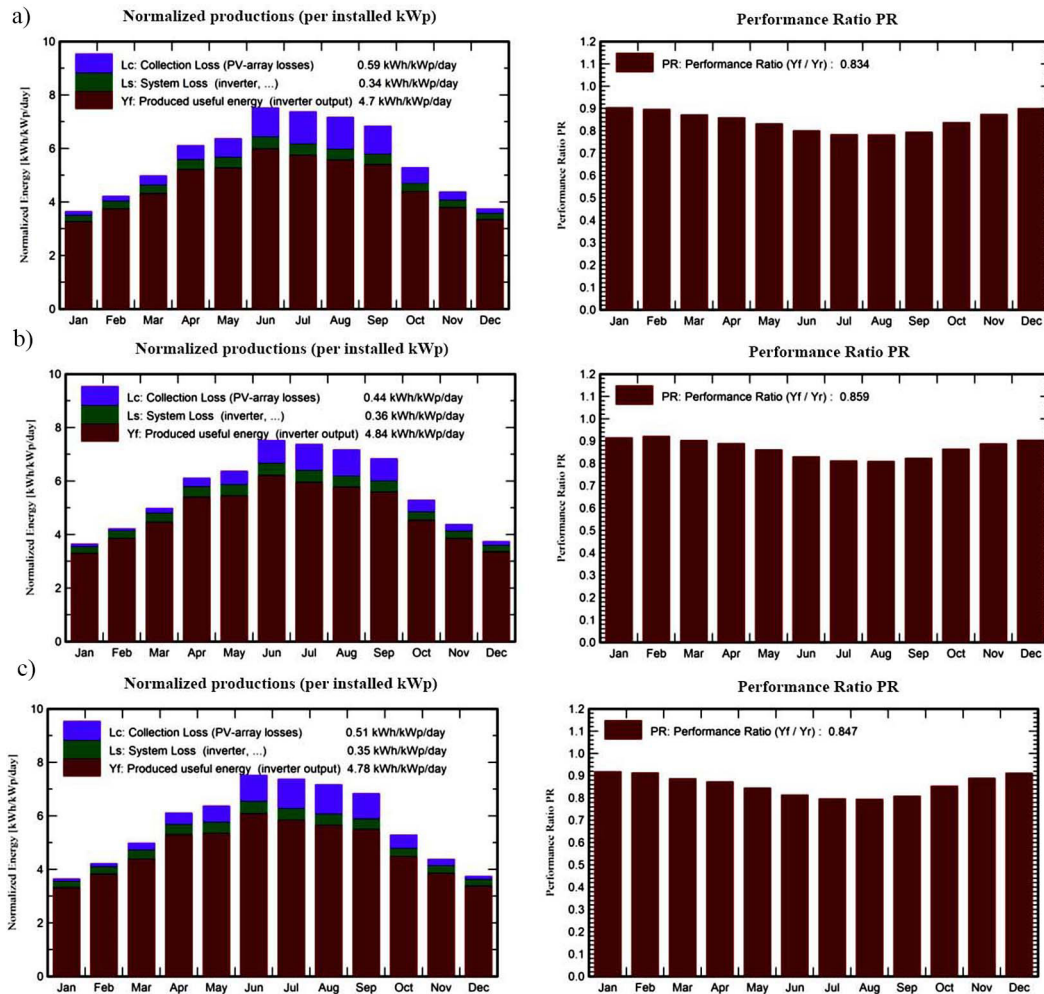 a)
Normalized productions (per installed kWp)
Normalized Energy [kWh/kWp/day]
10
8
6
4
2
0
Lc: Collection Loss (PV-array losses) 0.59 kWh/kWp/day
Ls: System Loss (inverter, ...) 0.34 kWh/kWp/day
Yf: Produced useful energy (inverter output) 4.7 kWh/kWp/day
Jan Feb Mar Apr May Jun Jul Aug Sep Oct Nov Dec
Performance Ratio PR
Performance Ratio PR
1.2
1.1
1.0
0.9
0.8
0.7
0.6
0.5
0.4
0.3
0.2
0.1
0.0
PR: Performance Ratio (Yf / Yr) : 0.834
Jan Feb Mar Apr May Jun Jul Aug Sep Oct Nov Dec
b)
Normalized productions (per installed kWp)
Normalized Energy [kWh/kWp/day]
10
8
6
4
2
0
Lc: Collection Loss (PV-array losses) 0.44 kWh/kWp/day
Ls: System Loss (inverter, ...) 0.36 kWh/kWp/day
Yf: Produced useful energy (inverter output) 4.84 kWh/kWp/day
Jan Feb Mar Apr May Jun Jul Aug Sep Oct Nov Dec
Performance Ratio PR
Performance Ratio PR
1.2
1.1
1.0
0.9
0.8
0.7
0.6
0.5
0.4
0.3
0.2
0.1
0.0
PR: Performance Ratio (Yf / Yr) : 0.859
Jan Feb Mar Apr May Jun Jul Aug Sep Oct Nov Dec
c)
Normalized productions (per installed kWp)
Normalized Energy [kWh/kWp/day]
10
8
6
4
2
0
Lc: Collection Loss (PV-array losses) 0.51 kWh/kWp/day
Ls: System Loss (inverter, ...) 0.35 kWh/kWp/day
Yf: Produced useful energy (inverter output) 4.78 kWh/kWp/day
Jan Feb Mar Apr May Jun Jul Aug Sep Oct Nov Dec
Performance Ratio PR
Performance Ratio PR
1.2
1.1
1.0
0.9
0.8
0.7
0.6
0.5
0.4
0.3
0.2
0.1
0.0
PR: Performance Ratio (Yf / Yr) : 0.847
Jan Feb Mar Apr May Jun Jul Aug Sep Oct Nov Dec